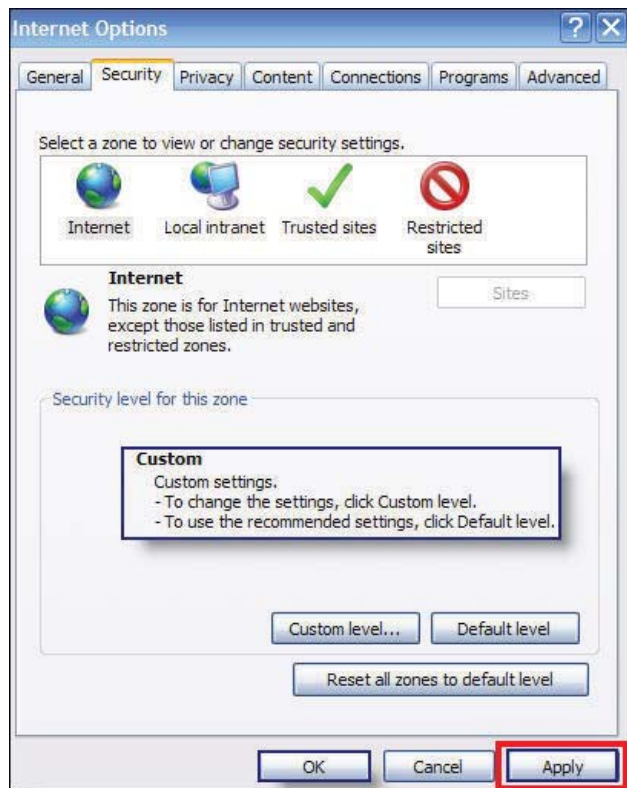 Internet Options
General Security Privacy Content Connections Programs Advanced
Select a zone to view or change security settings.
Internet Local intranet Trusted sites Restricted
sites
Internet
Sites
This zone is for Internet websites,
except those listed in trusted and
restricted zones.
Security level for this zone
Custom
Custom settings.
- To change the settings, click Custom level.
- To use the recommended settings, click Default level.
Custom level... Default level
Reset all zones to default level
OK Cancel Apply